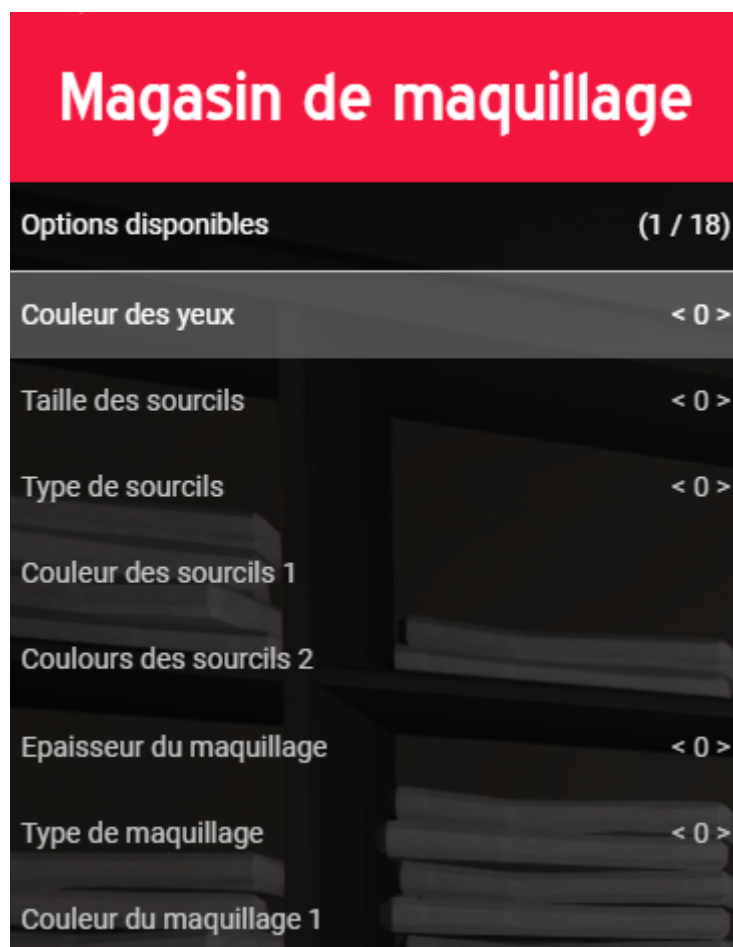 Magasin de maquillage
Options disponibles (1 / 18)
Couleur des yeux < 0 >
Taille des sourcils < 0 >
Type de sourcils < 0 >
Couleur des sourcils 1
Coulours des sourcils 2
Epaisseur du maquillage < 0 >
Type de maquillage < 0 >
Couleur du maquillage 1